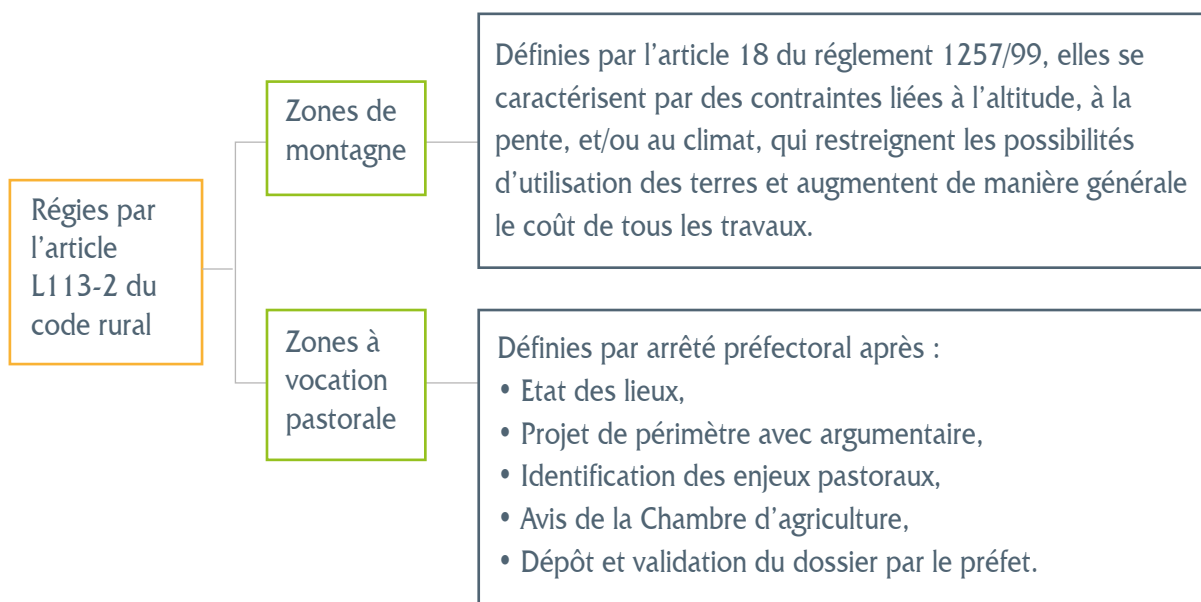 Régies par
l'article
L113-2 du
code rural
Zones de
montagne
Définies par l'article 18 du réglement 1257/99, elles se
caractérisent par des contraintes liées à l'altitude, à la
pente, et/ou au climat, qui restreignent les possibilités
d'utilisation des terres et augmentent de manière générale
le coût de tous les travaux.
Zones à
vocation
pastorale
Définies par arrêté préfectoral après :
• Etat des lieux,
• Projet de périmètre avec argumentaire,
• Identification des enjeux pastoraux,
• Avis de la Chambre d'agriculture,
• Dépôt et validation du dossier par le préfet.